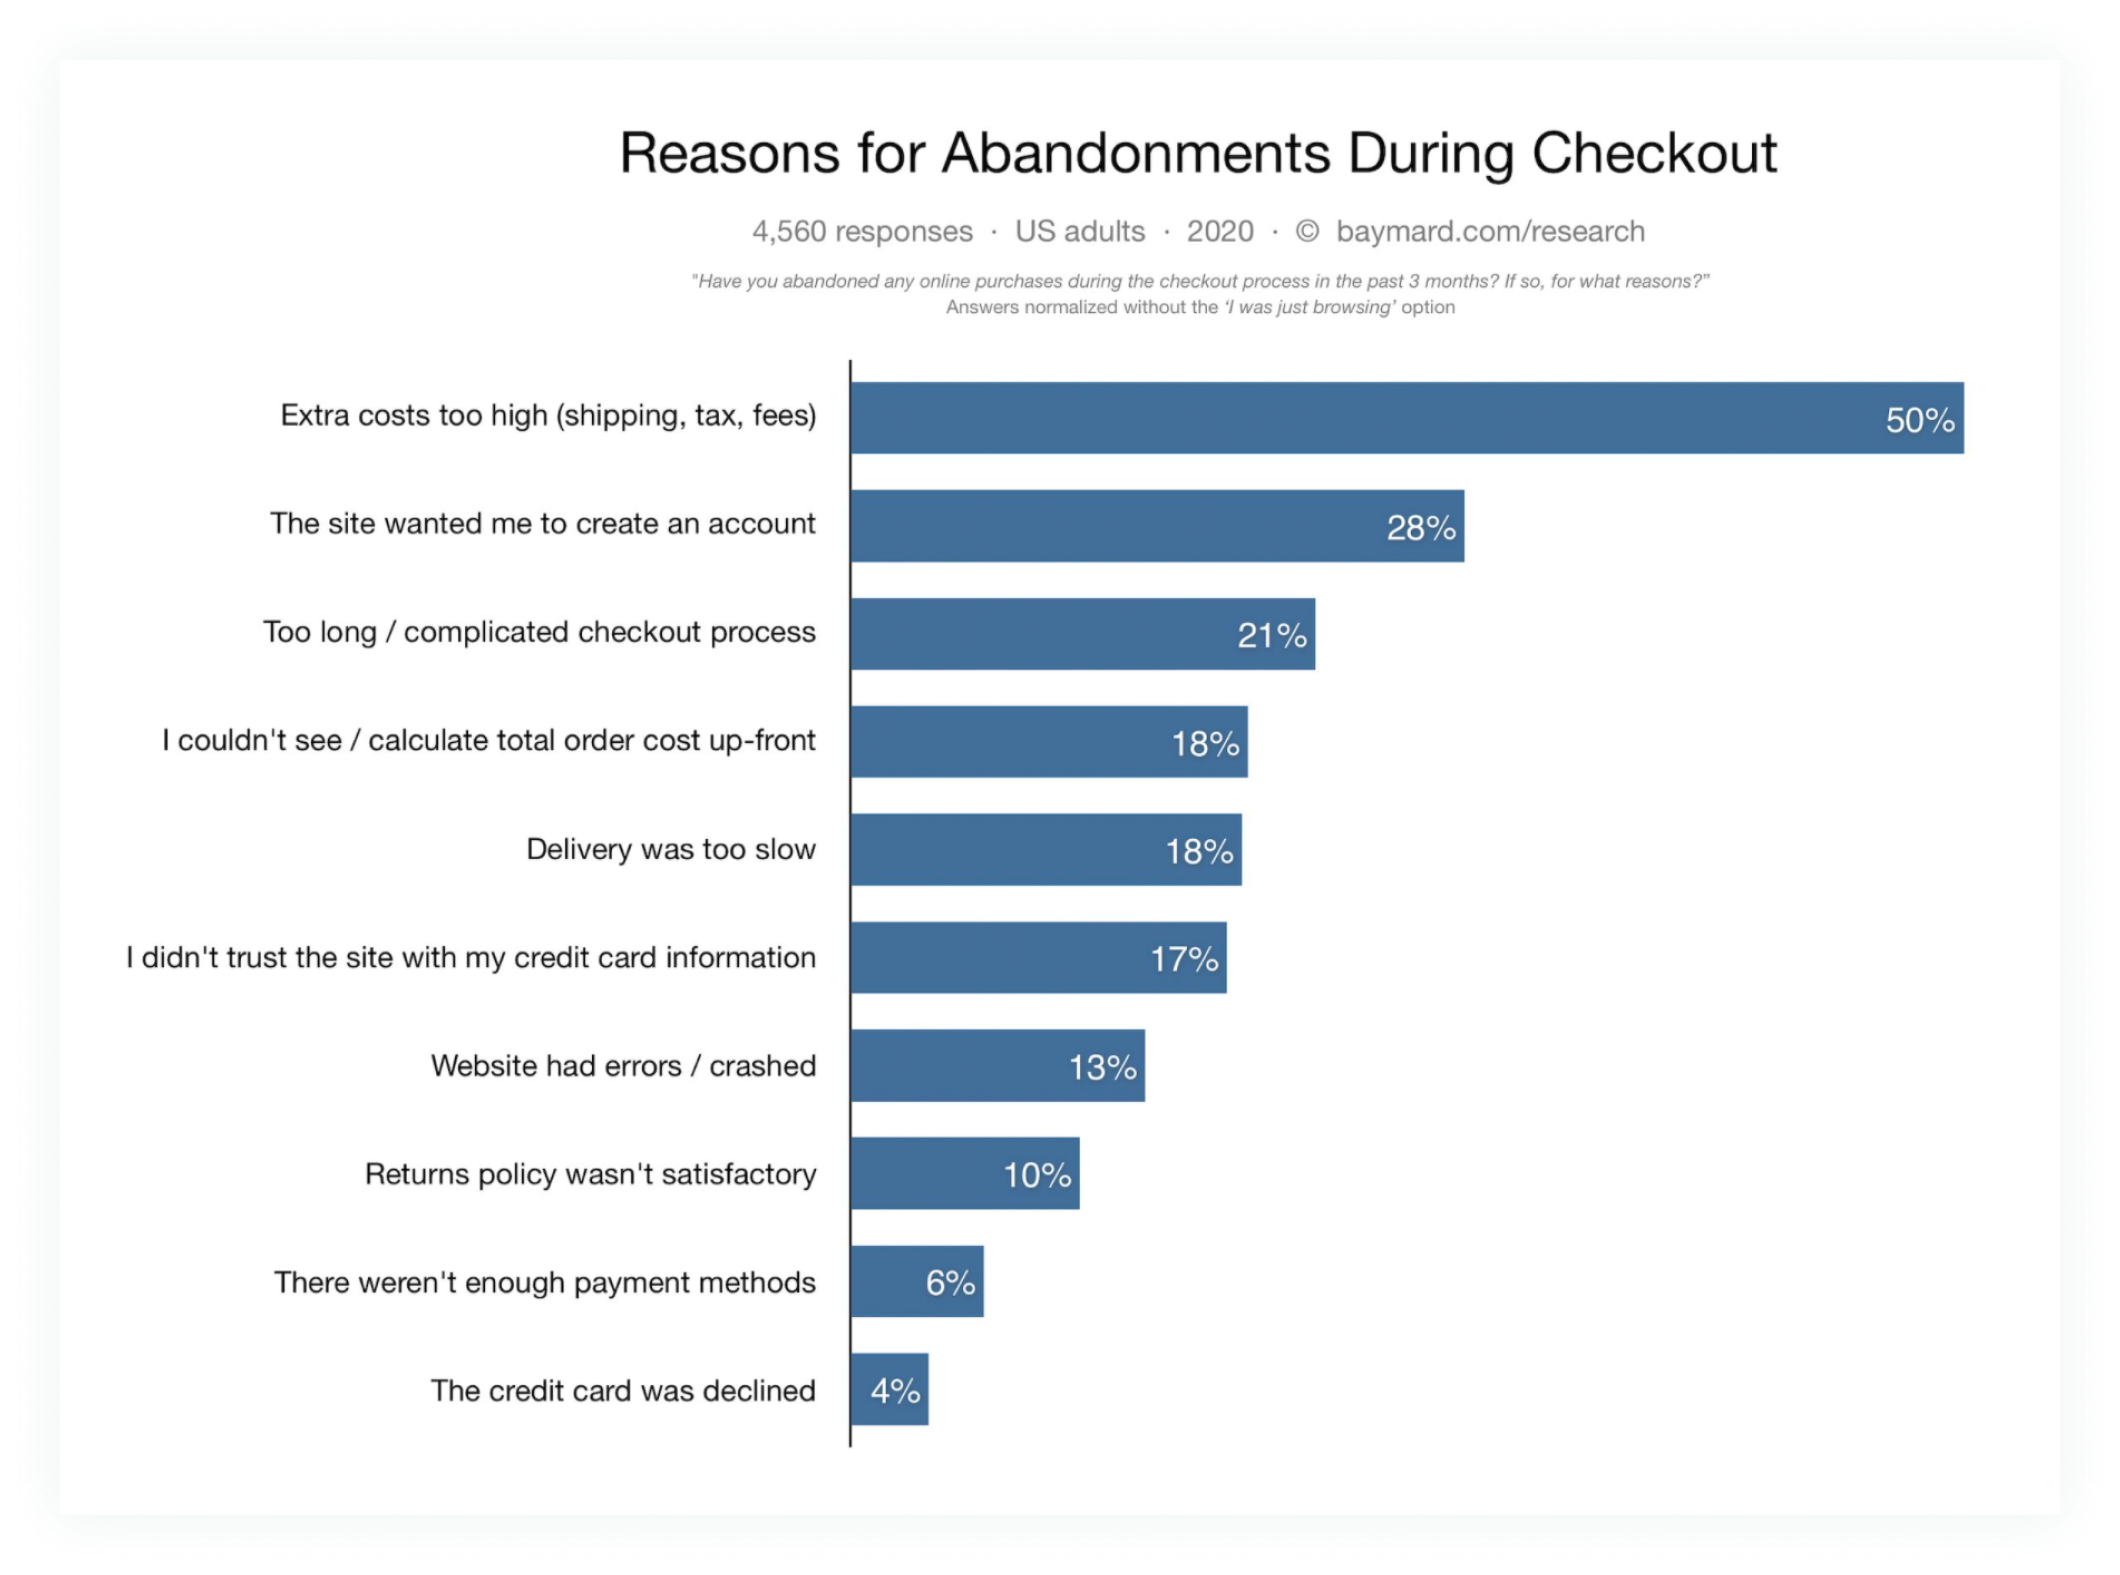 Reasons for Abandonments During Checkout
4,560 responses · US adults · 2020 · © baymard.com/research
"Have you abandoned any online purchases during the checkout process in the past 3 months? If so, for what reasons?”
Answers normalized without the ‘I was just browsing’ option
Extra costs too high (shipping, tax, fees) 50%
The site wanted me to create an account 28%
Too long / complicated checkout process 21%
I couldn't see / calculate total order cost up-front 18%
Delivery was too slow 18%
I didn't trust the site with my credit card information 17%
Website had errors / crashed 13%
Returns policy wasn't satisfactory 10%
There weren't enough payment methods 6%
The credit card was declined 4%